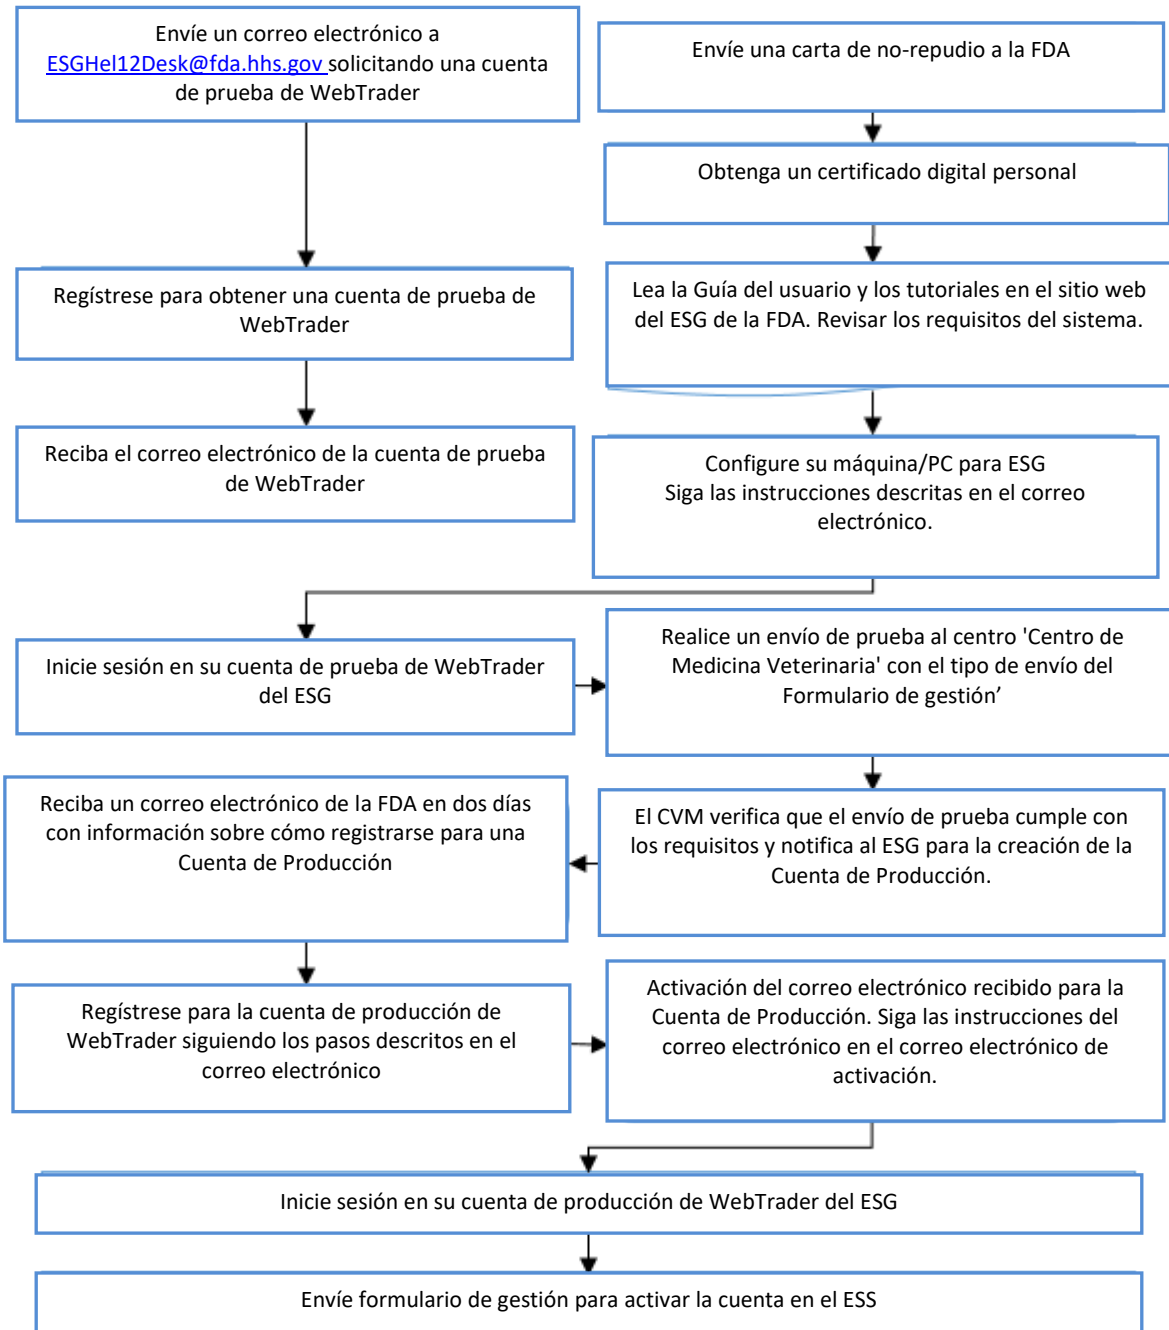 Envíe un correo electrónico a
ESGHel12Desk@fda.hhs.gov solicitando una cuenta
de prueba de WebTrader
Envíe una carta de no-repudio a la FDA
Obtenga un certificado digital personal
Regístrese para obtener una cuenta de prueba de
WebTrader
Lea la Guía del usuario y los tutoriales en el sitio web
del ESG de la FDA. Revisar los requisitos del sistema.
Reciba el correo electrónico de la cuenta de prueba
de WebTrader
Configure su máquina/PC para ESG
Siga las instrucciones descritas en el correo
electrónico.
Inicie sesión en su cuenta de prueba de WebTrader
del ESG
Realice un envío de prueba al centro 'Centro de
Medicina Veterinaria' con el tipo de envío del
Formulario de gestión’
El CVM verifica que el envío de prueba cumple con
los requisitos y notifica al ESG para la creación de la
Cuenta de Producción.
Reciba un correo electrónico de la FDA en dos días
con información sobre cómo registrarse para una
Cuenta de Producción
Regístrese para la cuenta de producción de
WebTrader siguiendo los pasos descritos en el
correo electrónico
Activación del correo electrónico recibido para la
Cuenta de Producción. Siga las instrucciones del
correo electrónico en el correo electrónico de
activación.
Inicie sesión en su cuenta de producción de WebTrader del ESG
Envíe formulario de gestión para activar la cuenta en el ESS